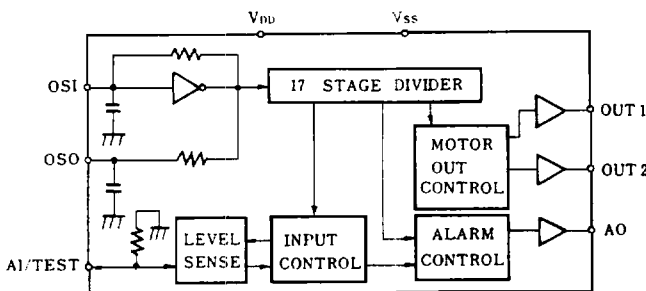 VDD VSS
OSI
17 STAGE DIVIDER
OUT 1
OSO
MOTOR
OUT
CONTROL
OUT 2
LEVEL
SENSE
INPUT
CONTROL
ALARM
CONTROL
AO
AI/TEST